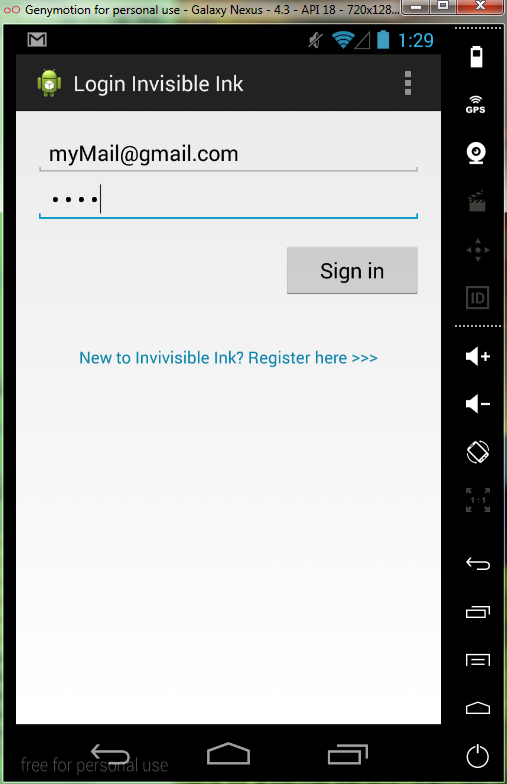 Genymotion for personal use - Galaxy Nexus - 4.3 - API 18 - 720x128...
1:29
Login Invisible Ink
GPS
myMail@gmail.com
••••
Sign in
ID
New to Invivisible Ink? Register here >>>
1:1
free for personal use